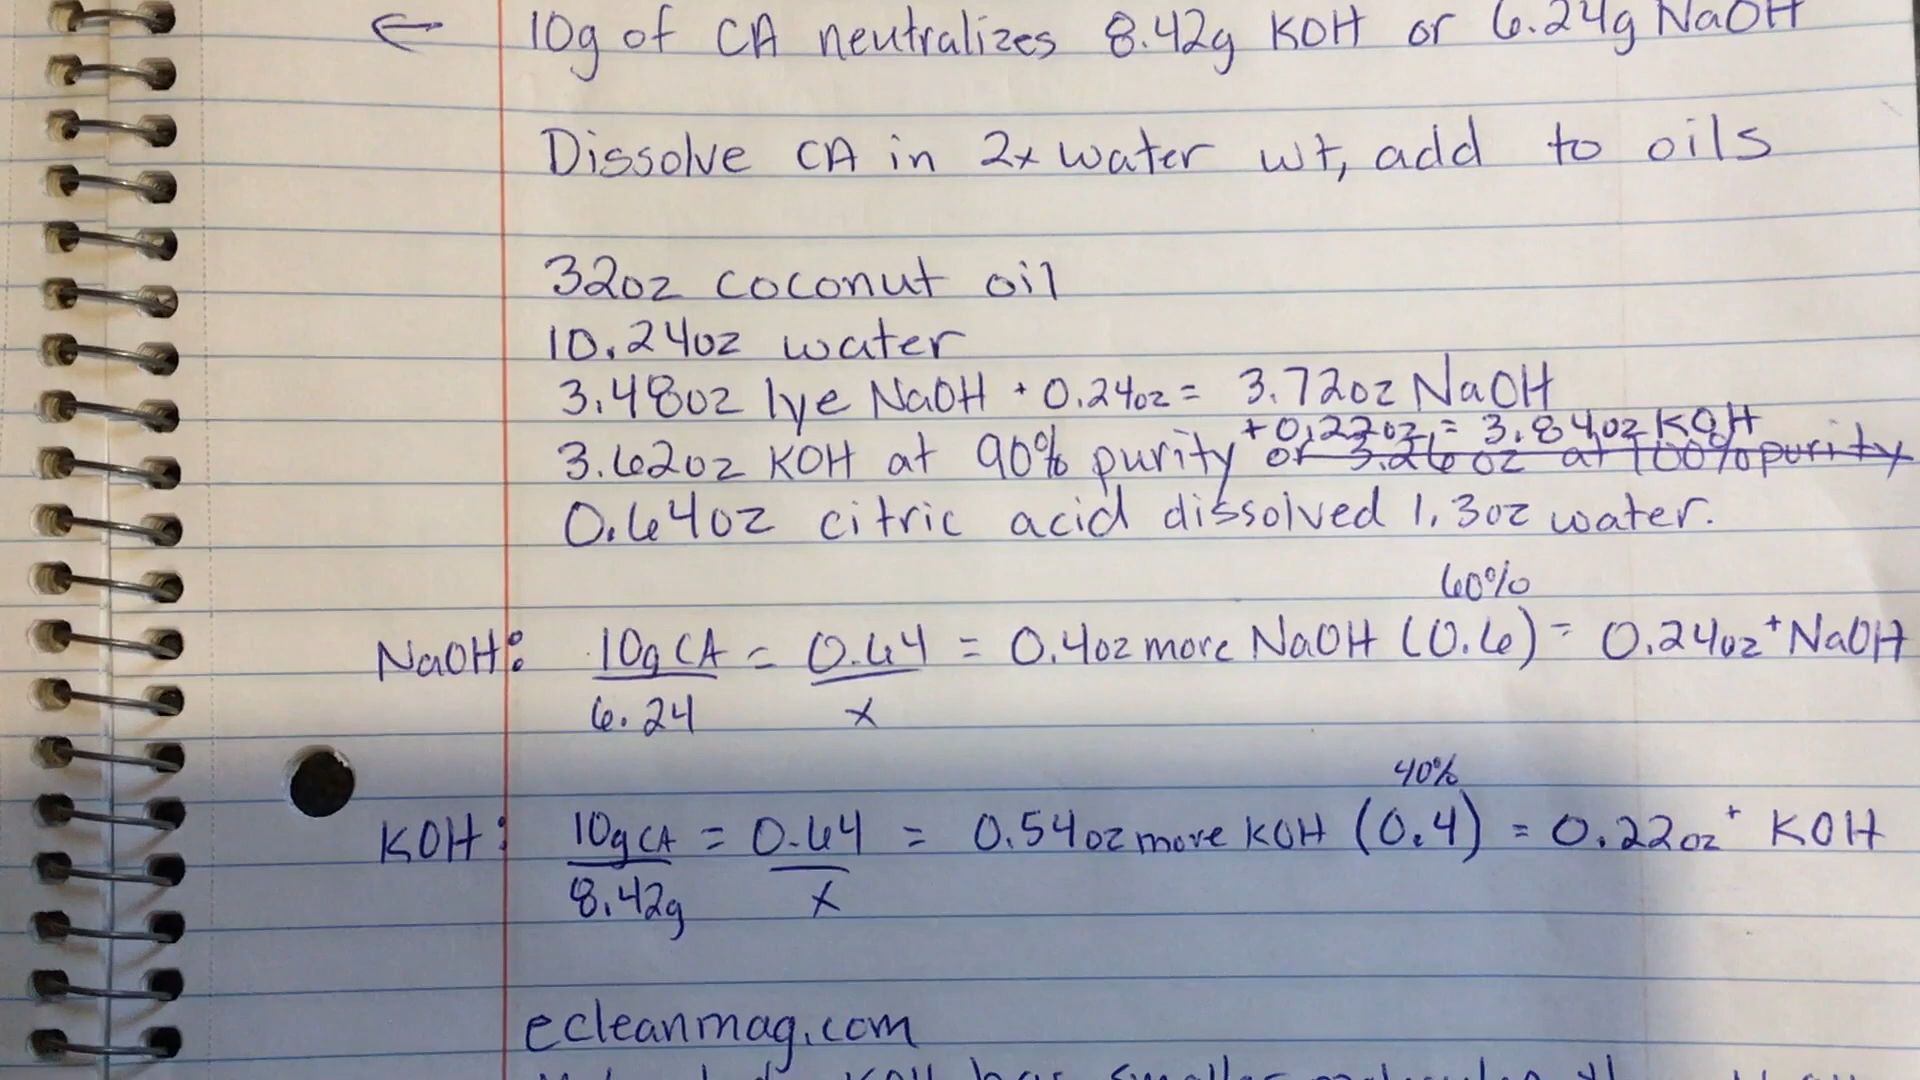 ← 10g of CA neutralizes 8.42g KOH or 6.24g NaOH
Dissolve CA in 2x water wt, add to oils
32oz coconut oil
10.24oz water
3.48oz lye NaOH + 0.24oz = 3.72oz NaOH
+ 0.22oz = 3.84oz KOH
3.62oz KOH at 90% purity or 3.26oz at 100% purity
0.64oz citric acid dissolved 1.3oz water.
60%
NaOH: 10g CA = 0.64 = 0.4oz more NaOH (0.6) = 0.24oz + NaOH
6.24 x
40%
KOH: 10g CA = 0.64 = 0.54oz more KOH (0.4) = 0.22oz + KOH
8.42g x
ecleanmag.com
KOH has smaller molecules